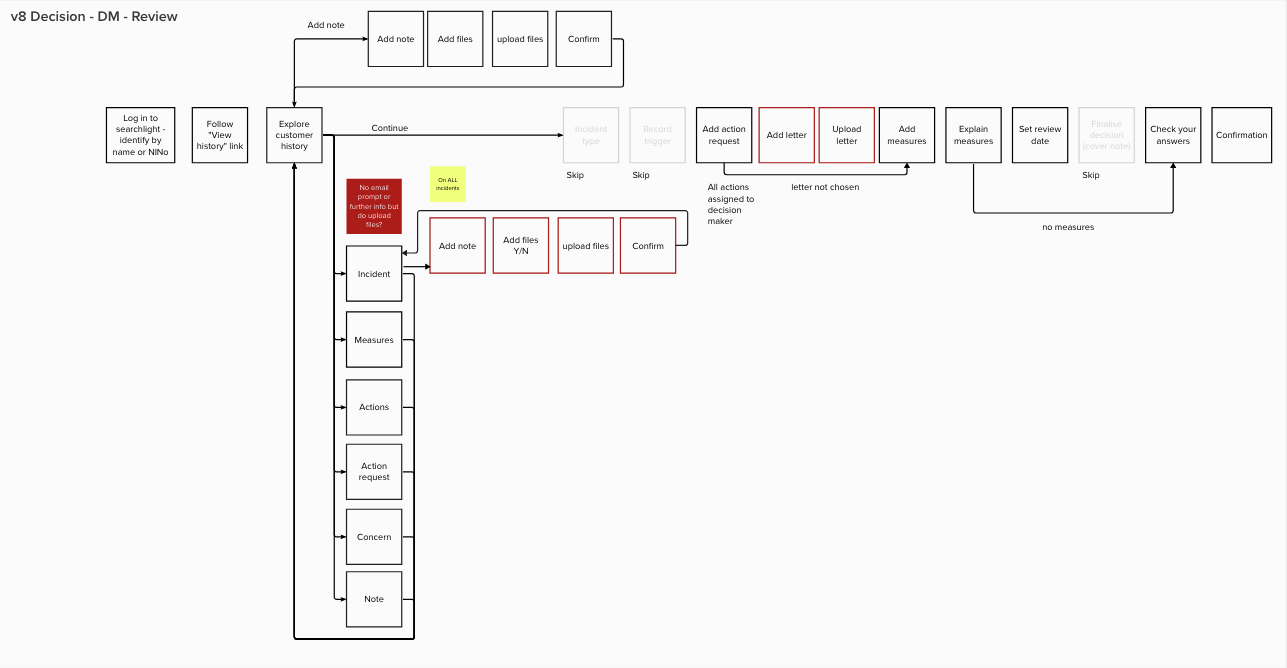 v8 Decision - DM - Review
Add note
Add note
Add files
upload files
Confirm
Log in to
searchlight -
identify by
name or NINo
Follow
"View
history" link
Explore
customer
history
Continue
Incident
type
Record
trigger
Add action
request
Add letter
Upload
letter
Add
measures
Explain
measures
Set review
date
Finalise
decision
(cover note)
Check your
answers
Confirmation
Skip
Skip
Skip
All actions
assigned to
decision
maker
letter not chosen
no measures
No email
prompt or
further info but
do upload
files?
On ALL
incidents
Add note
Add files
Y/N
upload files
Confirm
Incident
Measures
Actions
Action
request
Concern
Note